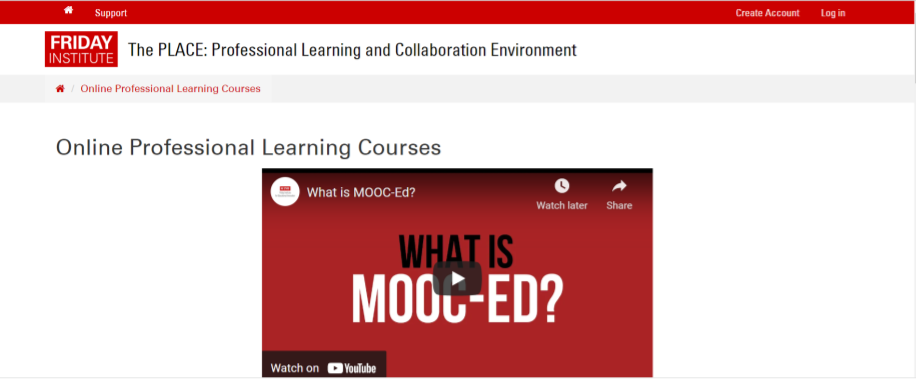 Support
Create Account
Log in
FRIDAY
INSTITUTE
The PLACE: Professional Learning and Collaboration Environment
/ Online Professional Learning Courses
Online Professional Learning Courses
What is MOOC-Ed?
Watch later
Share
WHAT IS
MOOC-ED?
Watch on YouTube